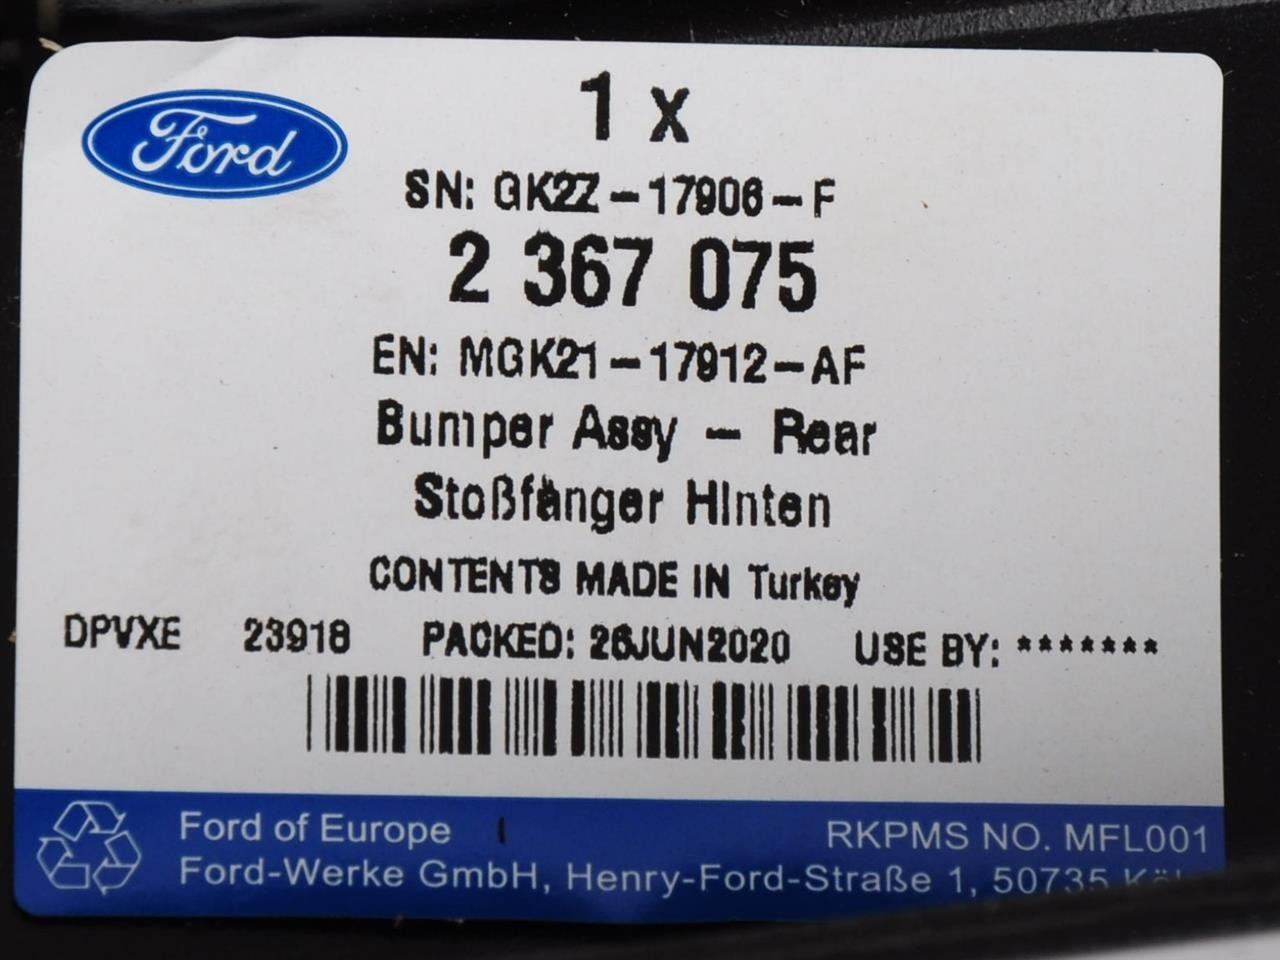 Ford
1 x
SN: GK2Z-17906-F
2 367 075
EN: MGK21-17912-AF
Bumper Assy - Rear
Stoßfänger Hinten
CONTENTS MADE IN Turkey
DPVXE 23918 PACKED: 26JUN2020 USE BY: *******
Ford of Europe
RKPMS NO. MFL001
Ford-Werke GmbH, Henry-Ford-Straße 1, 50735